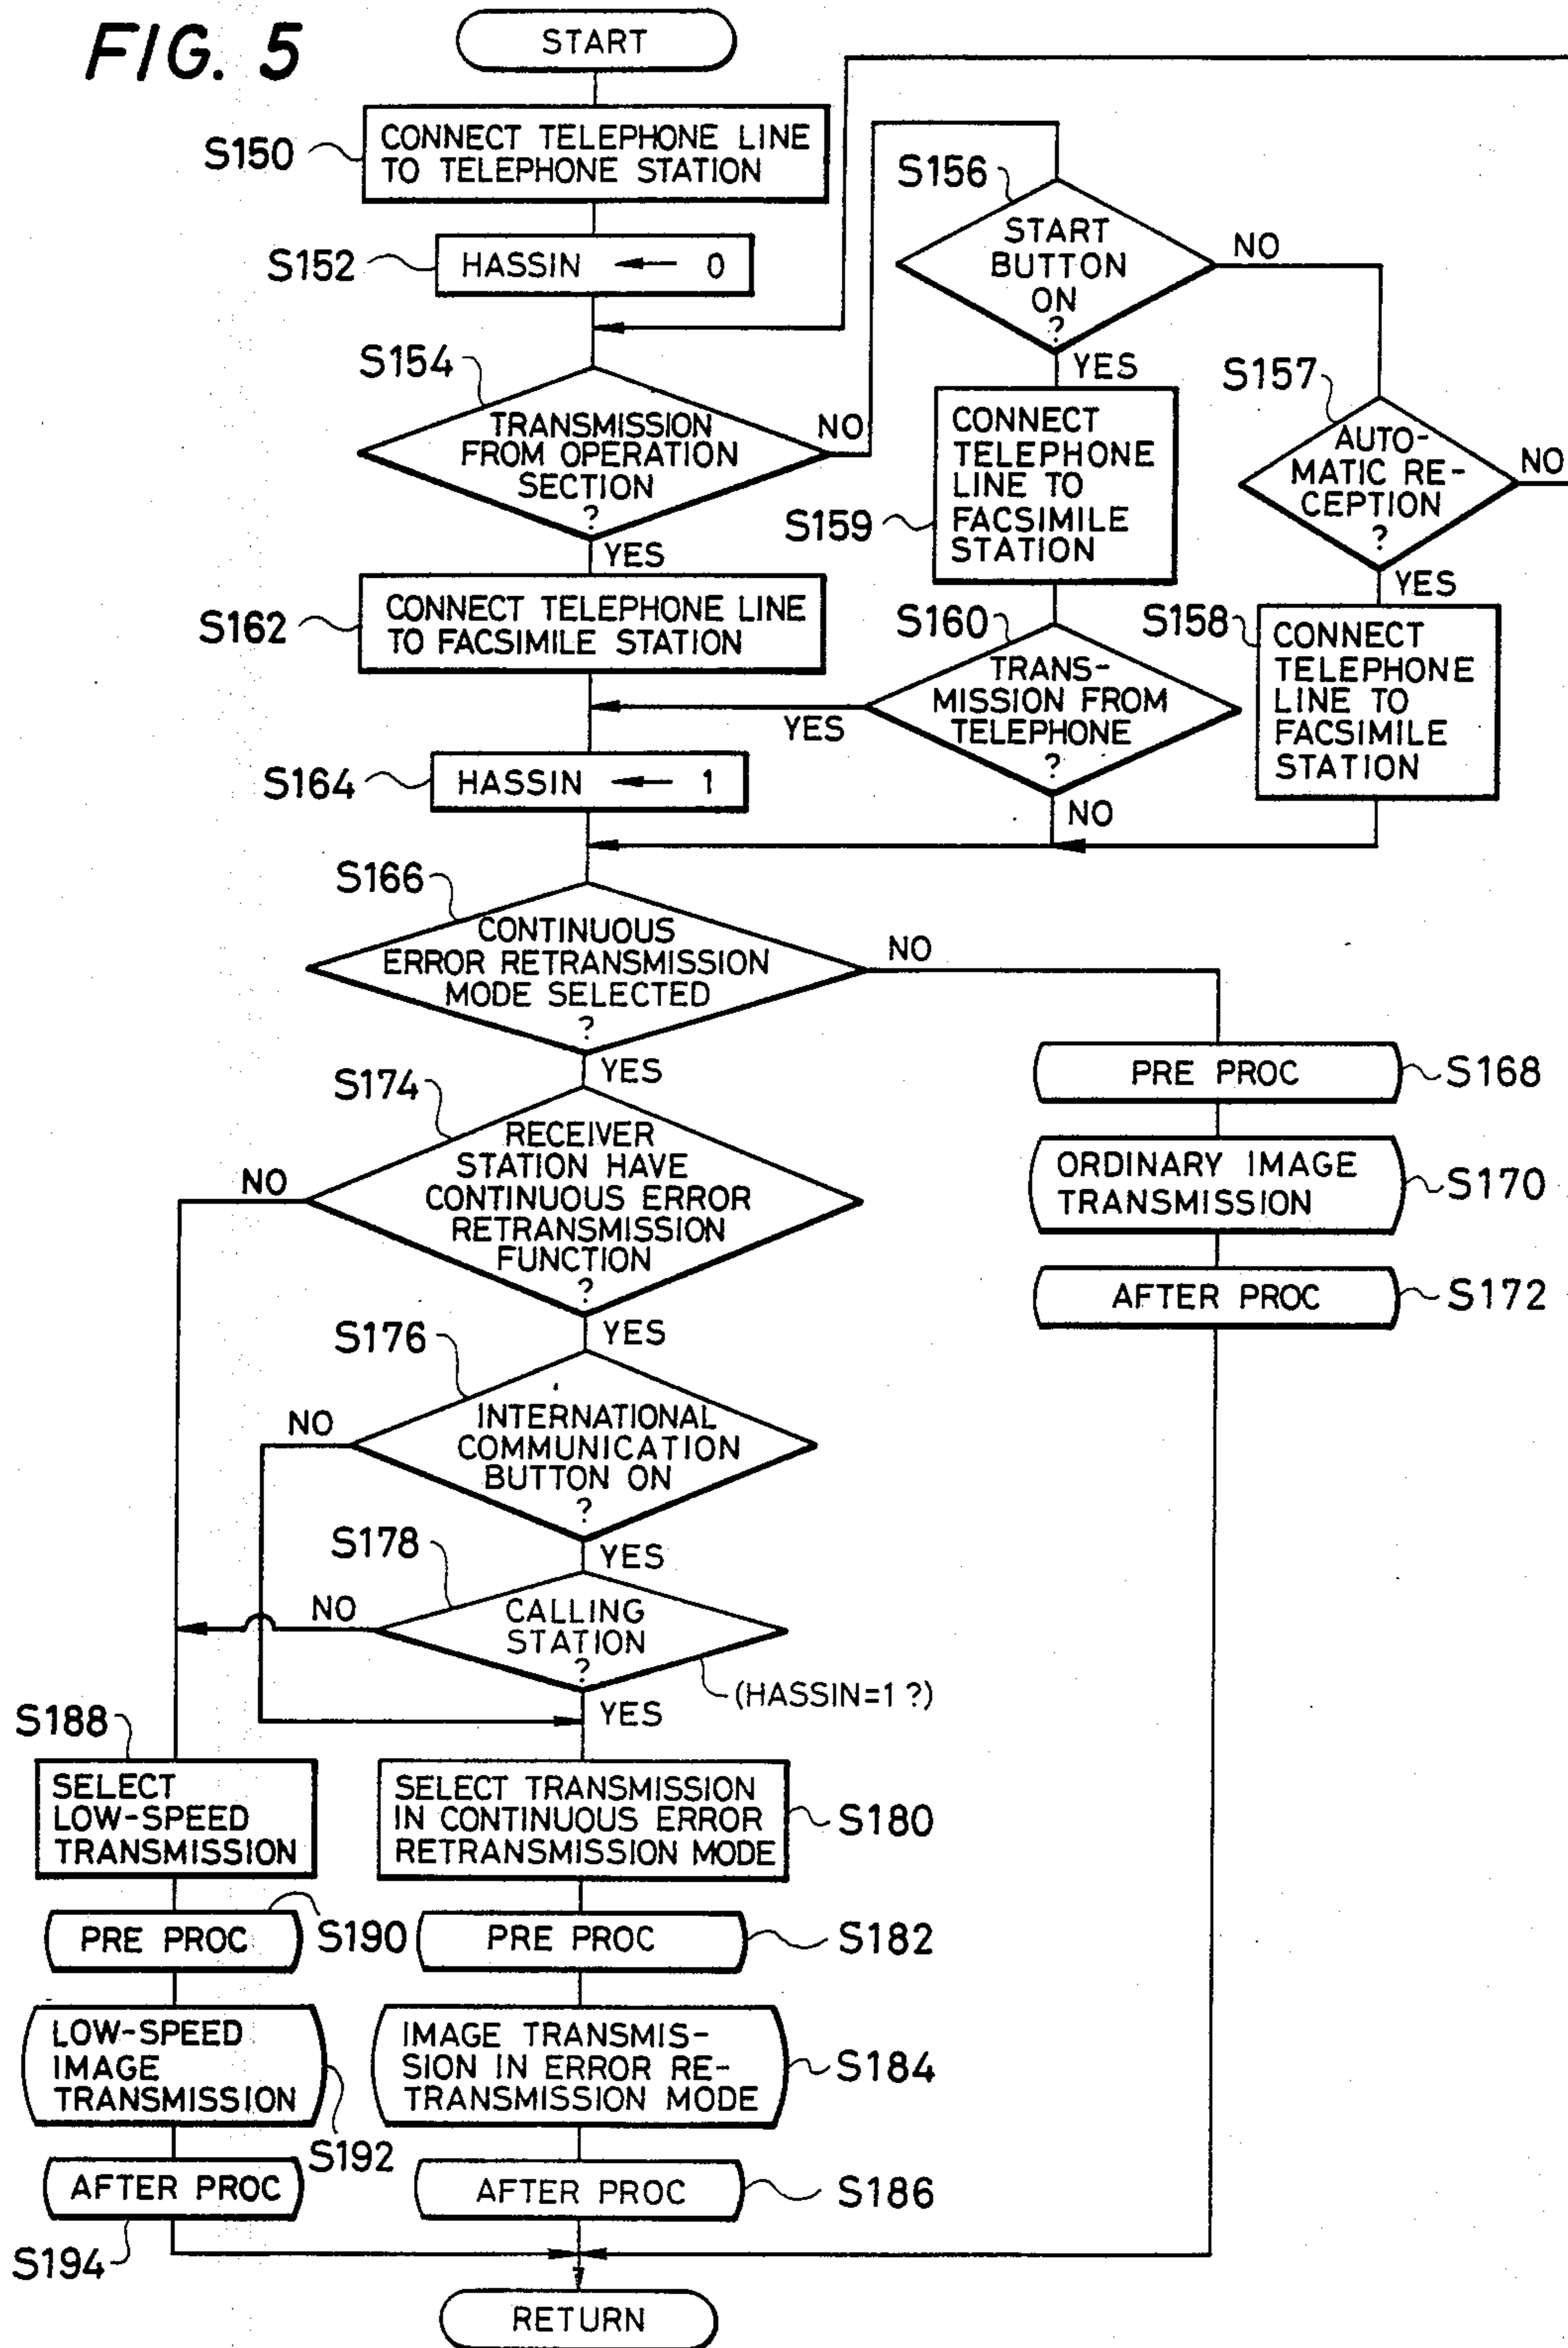 FIG. 5
START
S150
CONNECT TELEPHONE LINE
TO TELEPHONE STATION
S152
HASSIN ← 0
S154
TRANSMISSION
FROM OPERATION
SECTION
?
NO
YES
S156
START
BUTTON
ON
?
NO
YES
S157
AUTO-
MATIC RE-
CEPTION
?
NO
YES
S159
CONNECT
TELEPHONE
LINE TO
FACSIMILE
STATION
S158
CONNECT
TELEPHONE
LINE TO
FACSIMILE
STATION
S160
TRANS-
MISSION FROM
TELEPHONE
?
YES
NO
S162
CONNECT TELEPHONE LINE
TO FACSIMILE STATION
S164
HASSIN ← 1
S166
CONTINUOUS
ERROR RETRANSMISSION
MODE SELECTED
?
NO
YES
PRE PROC
S168
ORDINARY IMAGE
TRANSMISSION
S170
AFTER PROC
S172
S174
RECEIVER
STATION HAVE
CONTINUOUS ERROR
RETRANSMISSION
FUNCTION
?
NO
YES
S176
INTERNATIONAL
COMMUNICATION
BUTTON ON
?
NO
YES
S178
CALLING
STATION
?
NO
(HASSIN=1 ?)
YES
S188
SELECT
LOW-SPEED
TRANSMISSION
SELECT TRANSMISSION
IN CONTINUOUS ERROR
RETRANSMISSION MODE
S180
PRE PROC
S190
PRE PROC
S182
LOW-SPEED
IMAGE
TRANSMISSION
S192
IMAGE TRANSMIS-
SION IN ERROR RE-
TRANSMISSION MODE
S184
AFTER PROC
S194
AFTER PROC
S186
RETURN